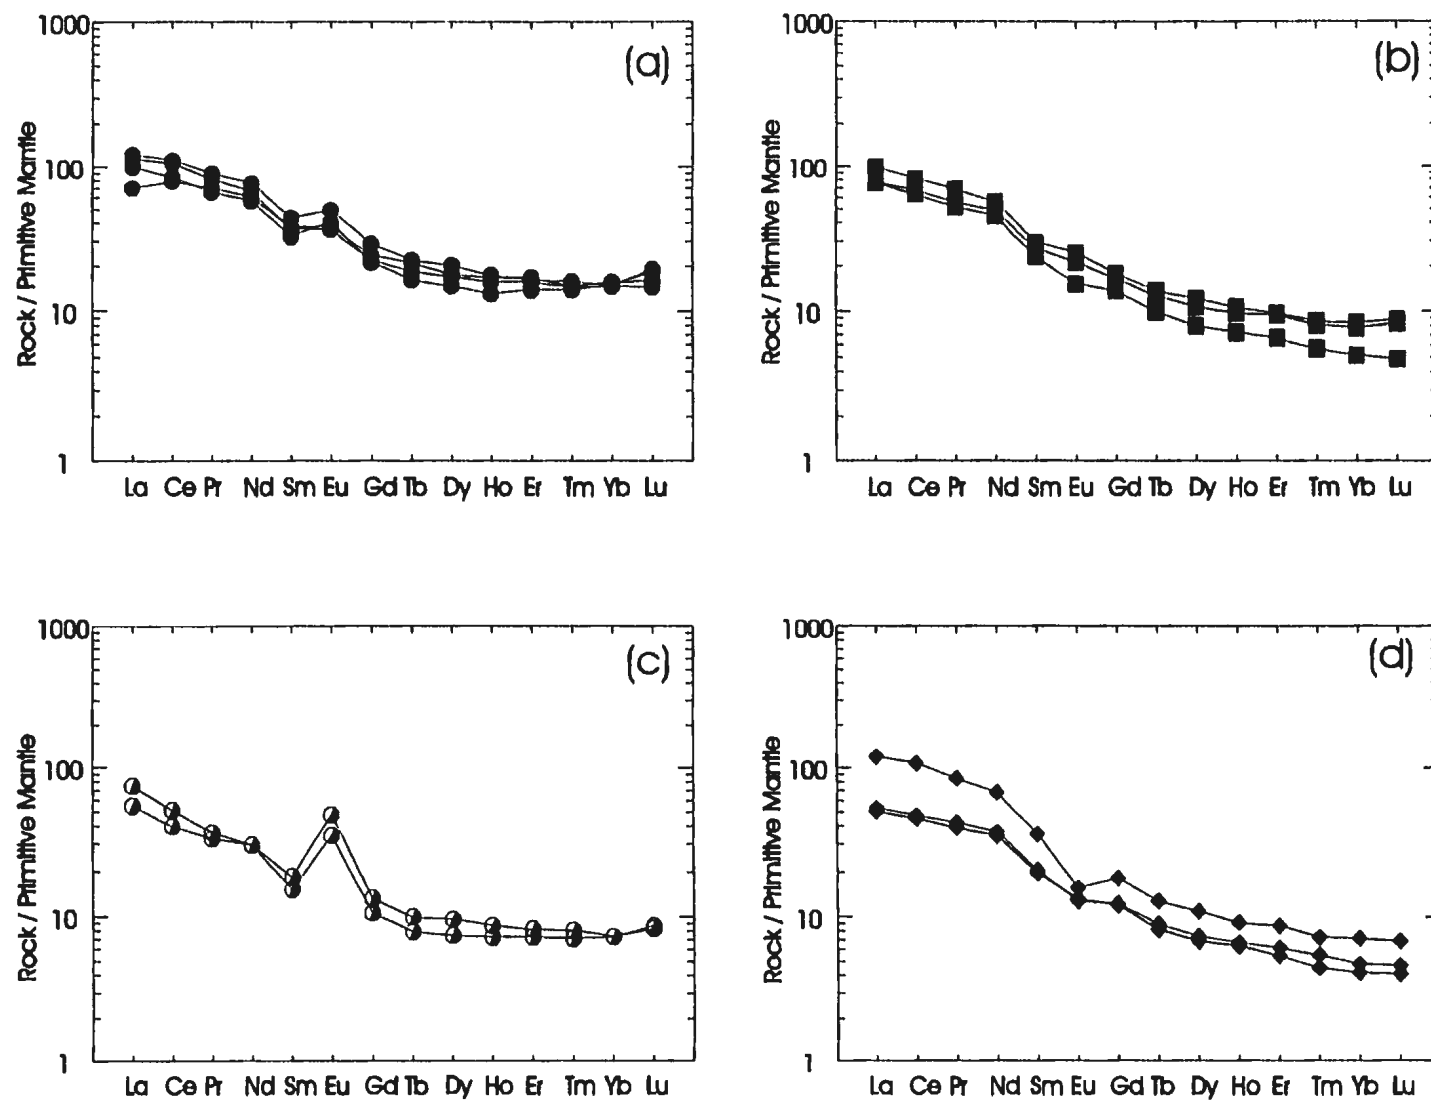 1000
(a)
100
10
1
Rock / Primitive Mantle
La Ce Pr Nd Sm Eu Gd Tb Dy Ho Er Tm Yb Lu
1000
(b)
100
10
1
Rock / Primitive Mantle
La Ce Pr Nd Sm Eu Gd Tb Dy Ho Er Tm Yb Lu
1000
(c)
100
10
1
Rock / Primitive Mantle
La Ce Pr Nd Sm Eu Gd Tb Dy Ho Er Tm Yb Lu
1000
(d)
100
10
1
Rock / Primitive Mantle
La Ce Pr Nd Sm Eu Gd Tb Dy Ho Er Tm Yb Lu